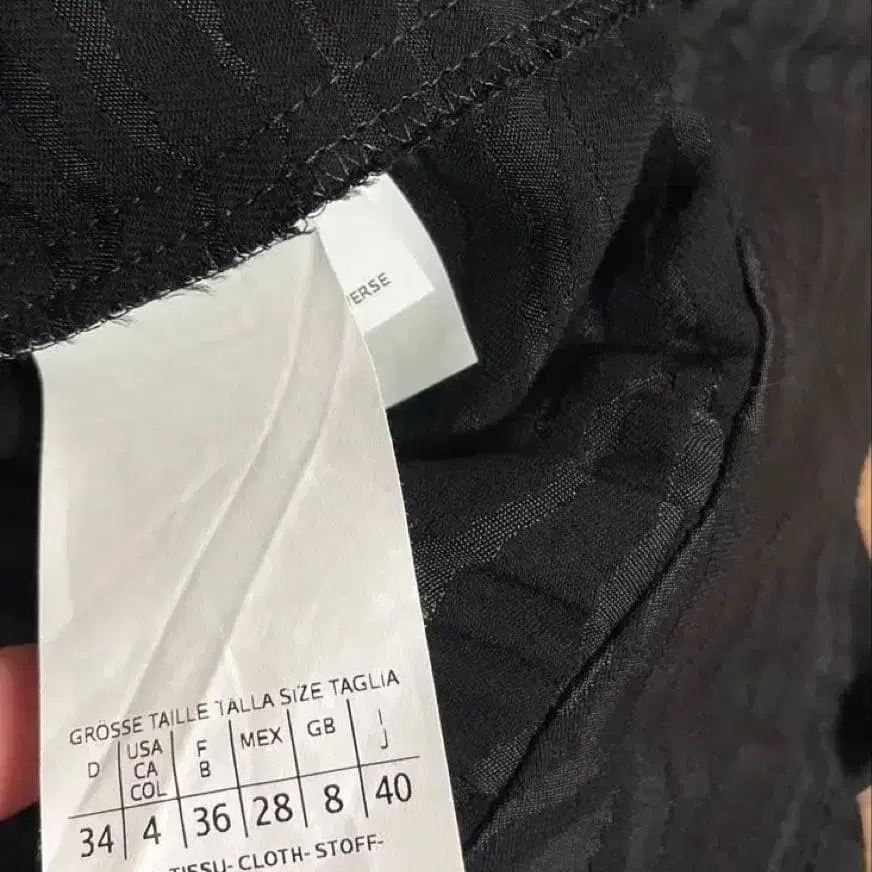 ERSE
GRÖSSE TAILLE TALLA SIZE TAGLIA
D USA CA COL F B MEX GB I J
34 4 36 28 8 40
TISSU- CLOTH- STOFF-